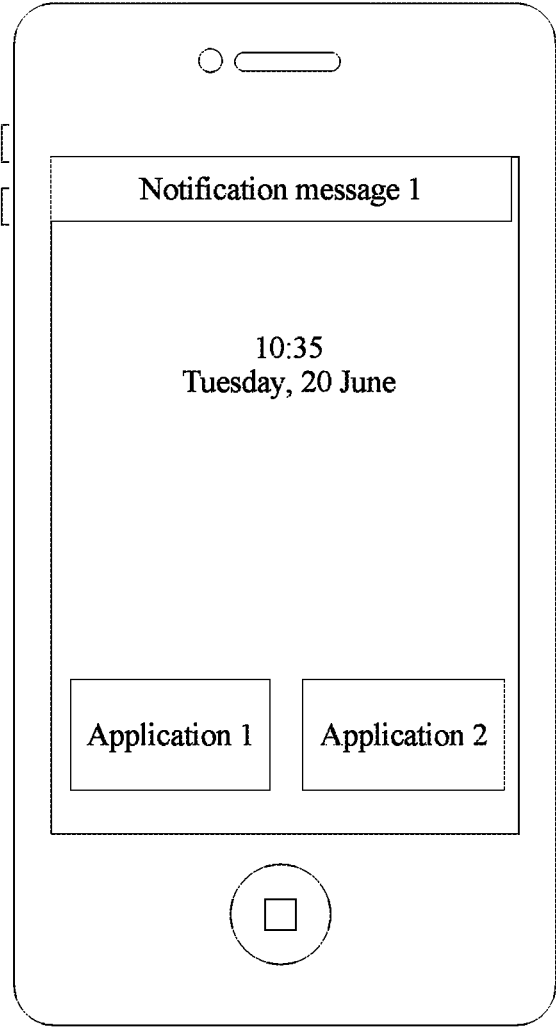 Notification message 1
10:35
Tuesday, 20 June
Application 1
Application 2